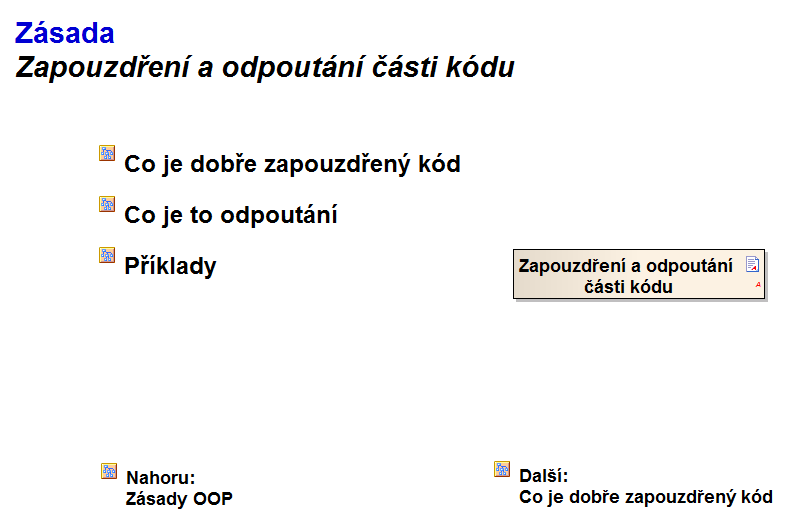 Zásada
Zapouzdření a odpoutání části kódu
Co je dobře zapouzdřený kód
Co je to odpoutání
Příklady
Zapouzdření a odpoutání
části kódu
A
Nahoru:
Zásady OOP
Další:
Co je dobře zapouzdřený kód